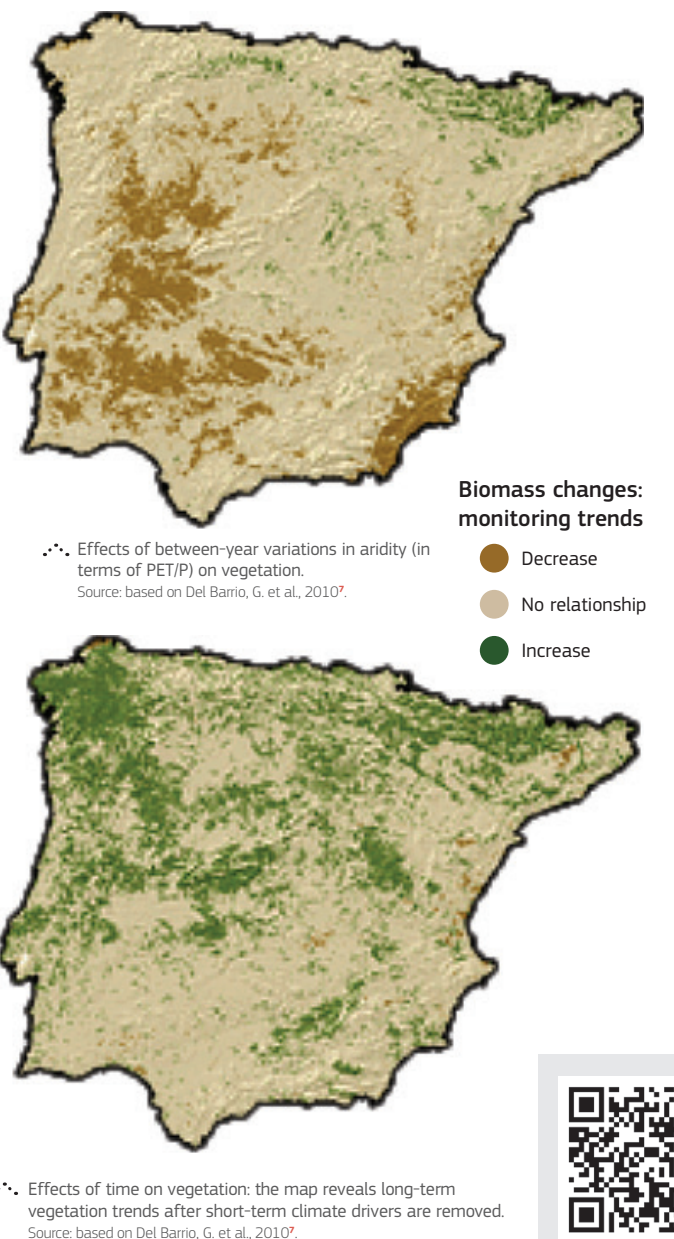 Biomass changes:
monitoring trends
Decrease
No relationship
Increase
Effects of between-year variations in aridity (in
terms of PET/P) on vegetation.
Source: based on Del Barrio, G. et al., 2010⁷.
Effects of time on vegetation: the map reveals long-term
vegetation trends after short-term climate drivers are removed.
Source: based on Del Barrio, G. et al., 2010⁷.